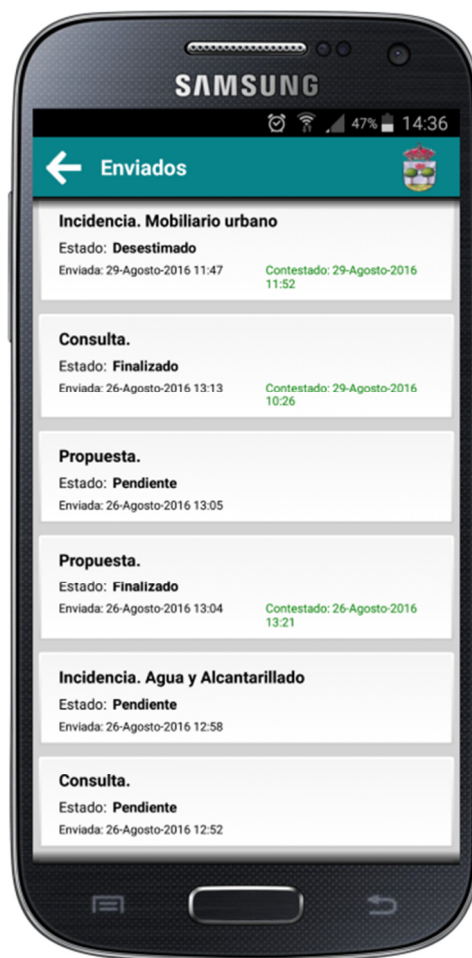 SAMSUNG
47% 14:36
Enviados
Incidencia. Mobiliario urbano
Estado: Desestimado
Enviada: 29-Agosto-2016 11:47 Contestado: 29-Agosto-2016
11:52
Consulta.
Estado: Finalizado
Enviada: 26-Agosto-2016 13:13 Contestado: 29-Agosto-2016
10:26
Propuesta.
Estado: Pendiente
Enviada: 26-Agosto-2016 13:05
Propuesta.
Estado: Finalizado
Enviada: 26-Agosto-2016 13:04 Contestado: 26-Agosto-2016
13:21
Incidencia. Agua y Alcantarillado
Estado: Pendiente
Enviada: 26-Agosto-2016 12:58
Consulta.
Estado: Pendiente
Enviada: 26-Agosto-2016 12:52